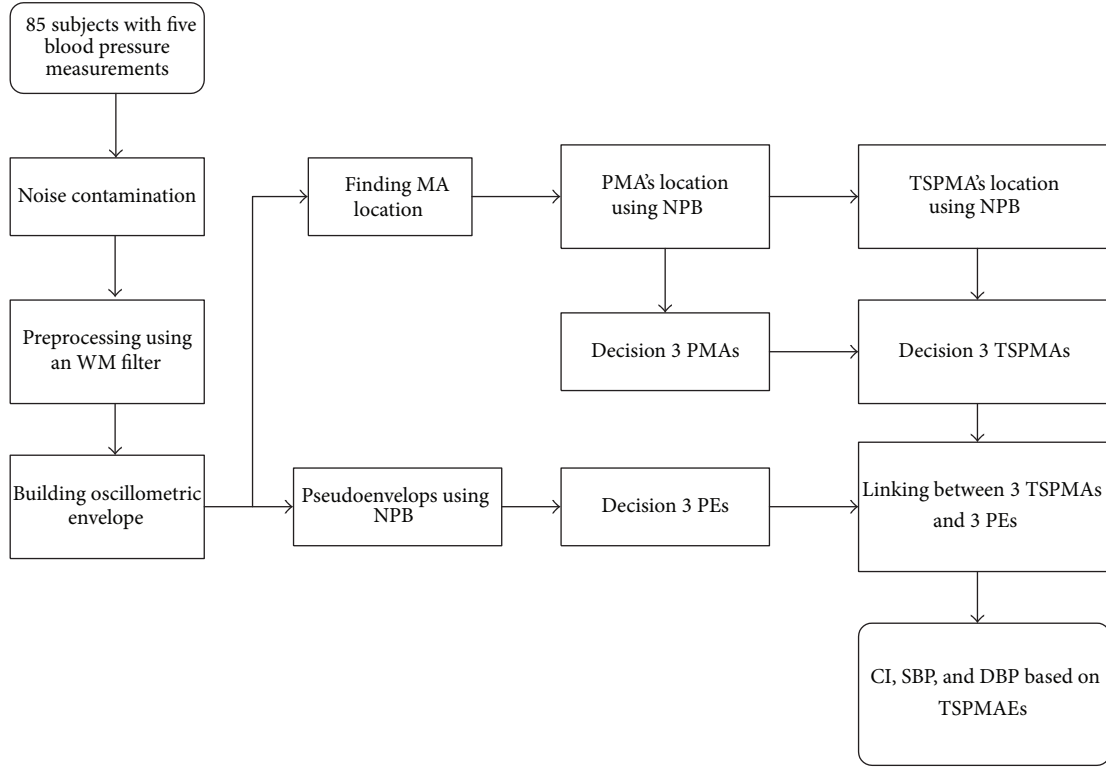 85 subjects with five
blood pressure
measurements
Noise contamination
Preprocessing using
an WM filter
Building oscillometric
envelope
Finding MA
location
PMA's location
using NPB
TSPMA's location
using NPB
Decision 3 PMAs
Decision 3 TSPMAs
Pseudoenvelops using
NPB
Decision 3 PEs
Linking between 3 TSPMAs
and 3 PEs
CI, SBP, and DBP based on
TSPMAEs